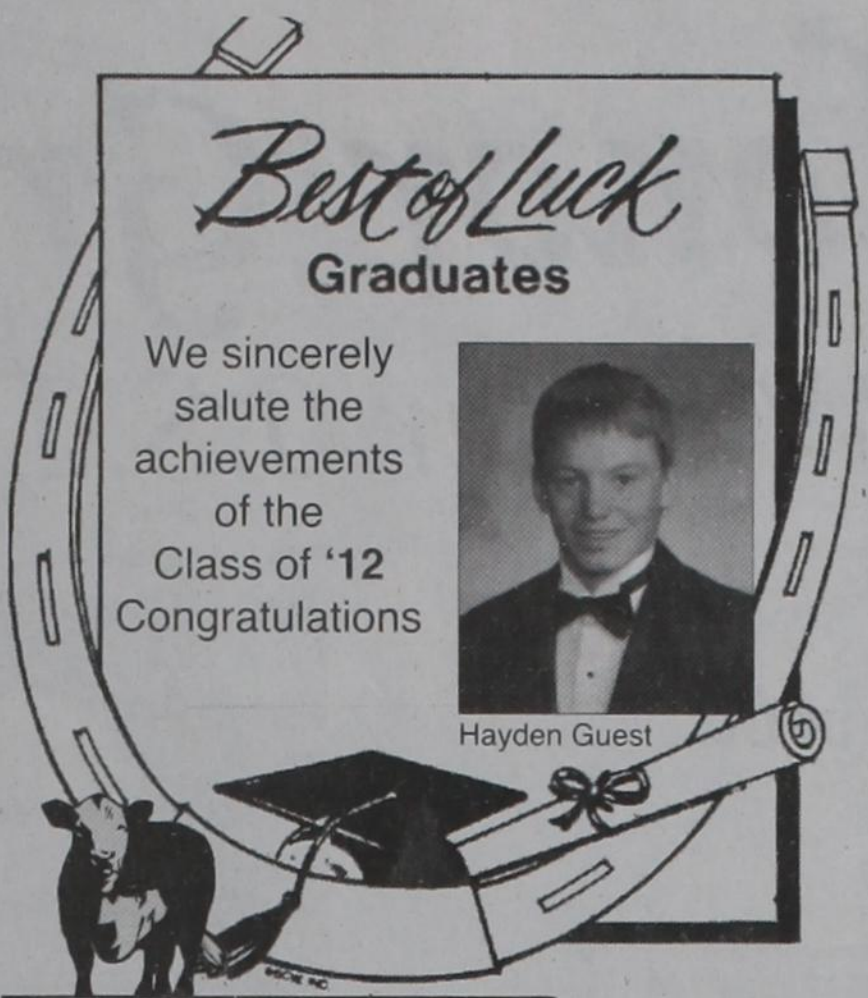 Best of Luck
Graduates
We sincerely
salute the
achievements
of the
Class of ‘12
Congratulations
Hayden Guest